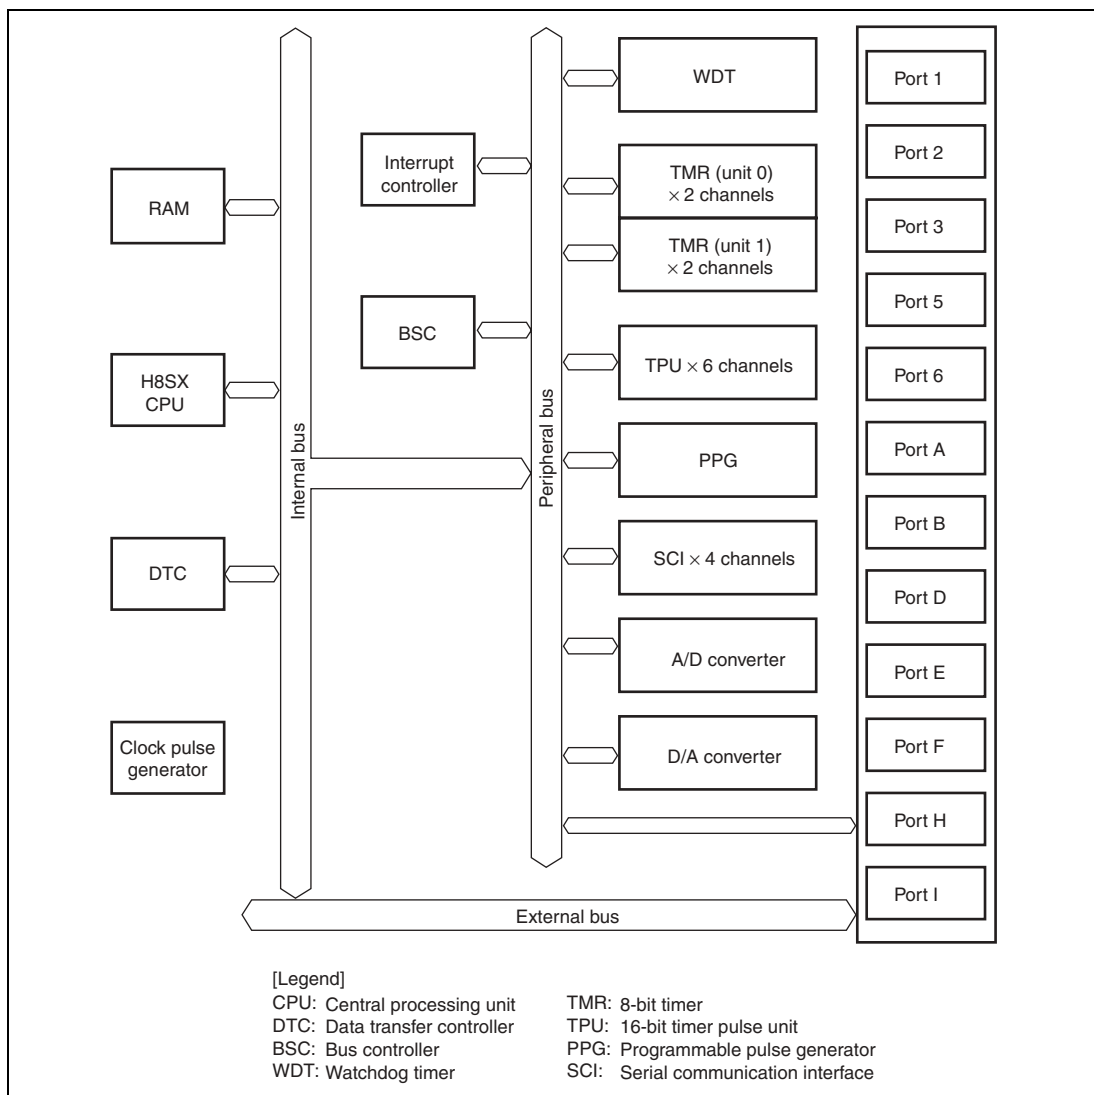 RAM
H8SX
CPU
DTC
Clock pulse
generator
Internal bus
Interrupt
controller
BSC
Peripheral bus
WDT
TMR (unit 0)
× 2 channels
TMR (unit 1)
× 2 channels
TPU × 6 channels
PPG
SCI × 4 channels
A/D converter
D/A converter
Port 1
Port 2
Port 3
Port 5
Port 6
Port A
Port B
Port D
Port E
Port F
Port H
Port I
External bus
[Legend]
CPU: Central processing unit
DTC: Data transfer controller
BSC: Bus controller
WDT: Watchdog timer
TMR: 8-bit timer
TPU: 16-bit timer pulse unit
PPG: Programmable pulse generator
SCI: Serial communication interface